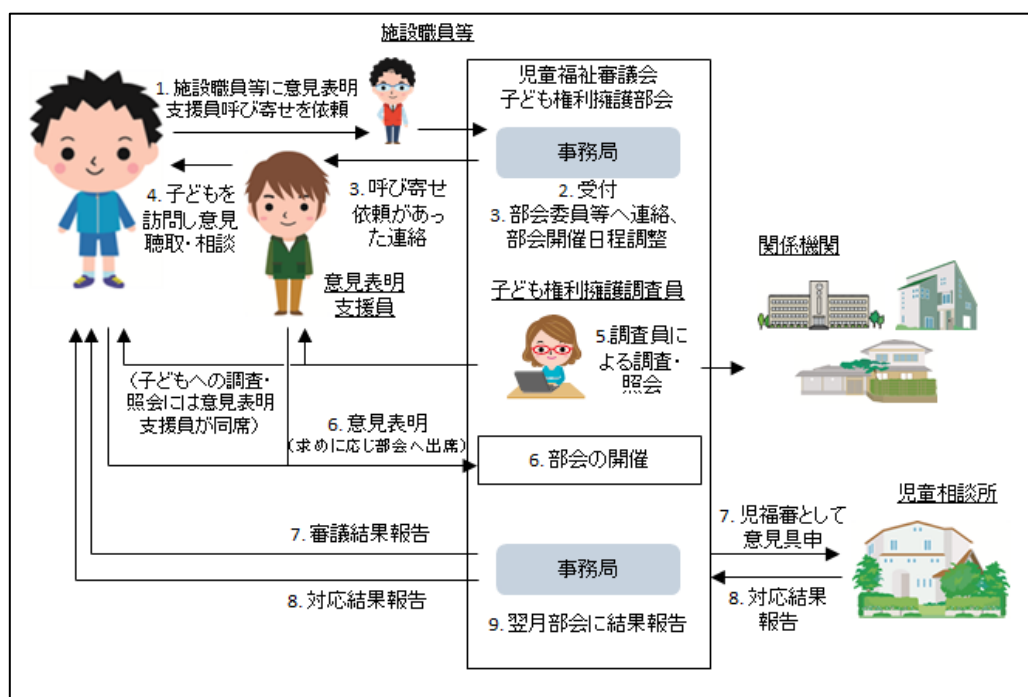 施設職員等
1. 施設職員等に意見表明
支援員呼び寄せを依頼
児童福祉審議会
子ども権利擁護部会
事務局
2. 受付
3. 部会委員等へ連絡、
部会開催日程調整
3. 呼び寄せ
依頼があっ
た連絡
4. 子どもを
訪問し意見
聴取・相談
意見表明
支援員
関係機関
子ども権利擁護調査員
5.調査員に
よる調査・
照会
(子どもへの調査・
照会には意見表明
支援員が同席)
6. 意見表明
(求めに応じ部会へ出席)
6. 部会の開催
児童相談所
7. 審議結果報告
7. 児福審として
意見具申
事務局
8. 対応結果報告
8. 対応結果
報告
9. 翌月部会に結果報告